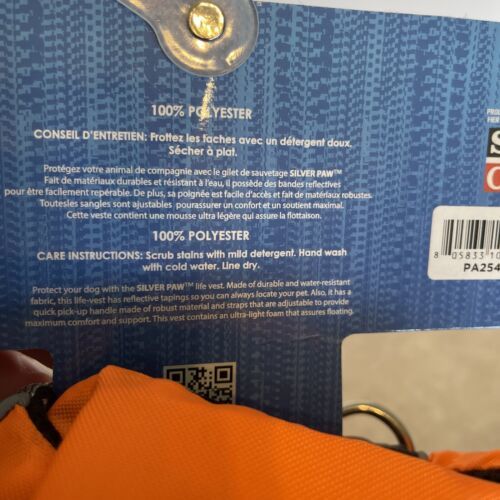 100% POLYESTER
CONSEIL D'ENTRETIEN: Frottez les taches avec un détergent doux.
Sécher à plat.
Protégez votre animal de compagnie avec le gilet de sauvetage SILVER PAW™
Fait de matériaux durables et résistant à l'eau, il possède des bandes reflectives
pour être facilement repérable. De plus, sa poignée est facile d'accès et fait de matériaux robustes.
Toutesles sangles sont ajustables pourassurer un confort et un soutient maximal.
Cette veste contient une mousse ultra légère qui assure la flottaison.
100% POLYESTER
CARE INSTRUCTIONS: Scrub stains with mild detergent. Hand wash
with cold water. Line dry.
Protect your dog with the SILVER PAW™ life vest. Made of durable and water-resistant
fabric, this life-vest has reflective tapings so you can always locate your pet. Also, it has a
quick pick-up handle made of robust material and straps that are adjustable to provide
maximum comfort and support. This vest contains an ultra-light foam that assures floating.
8 05833 10
PA254